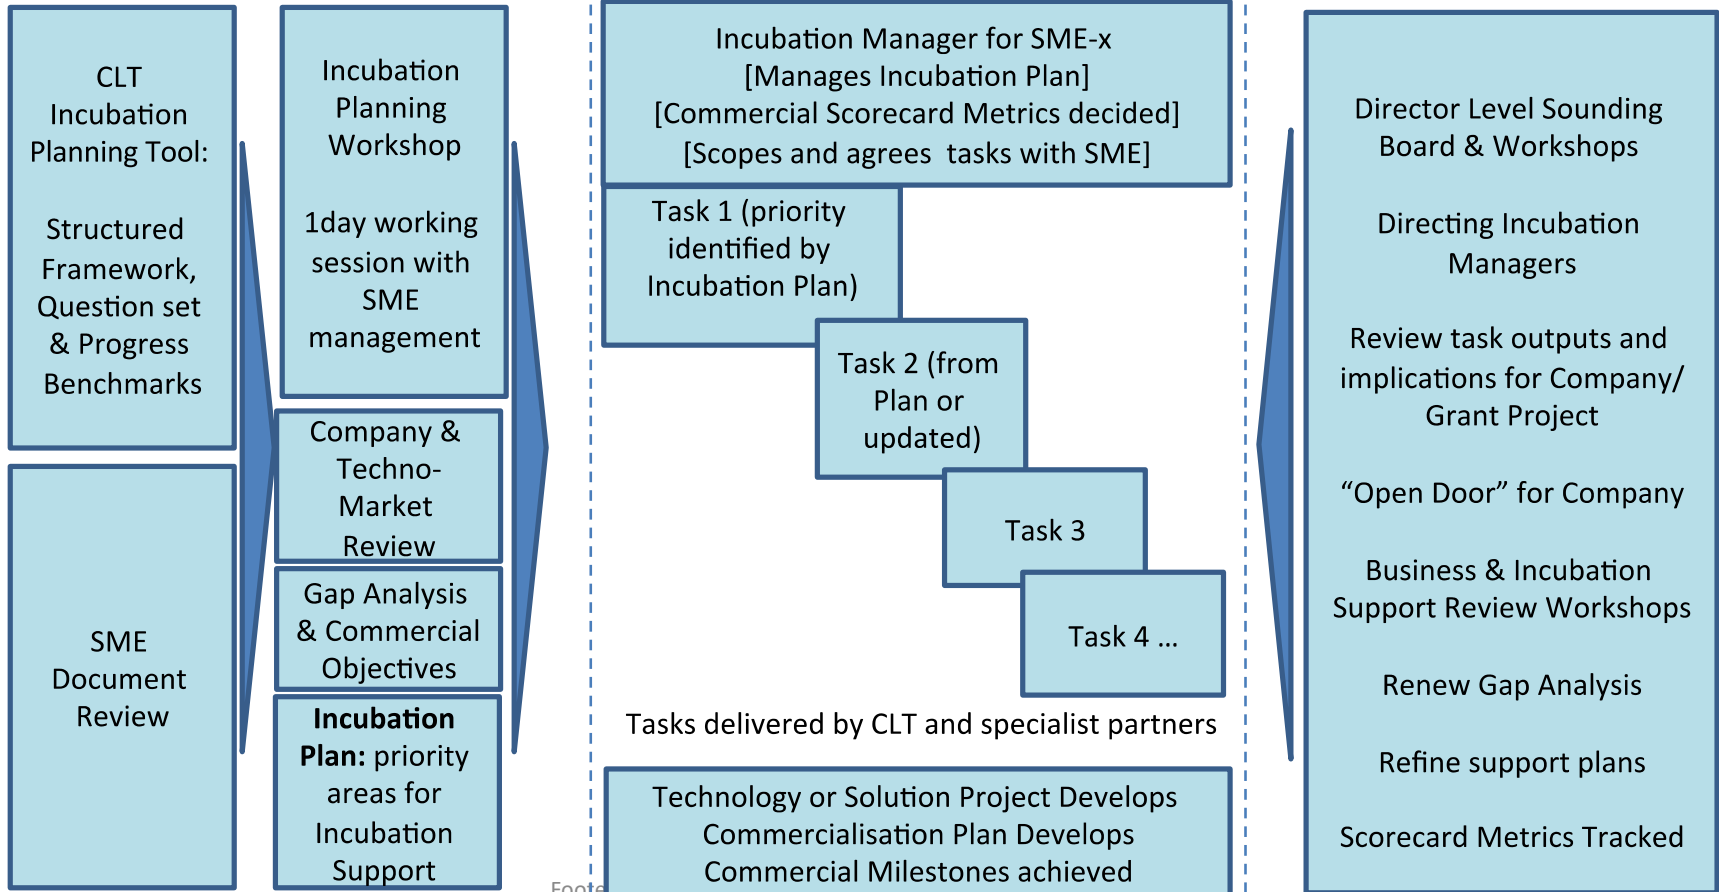 CLT
Incubation
Planning Tool:
Structured
Framework,
Question set
& Progress
Benchmarks
SME
Document
Review
Incubation
Planning
Workshop
1day working
session with
SME
management
Company &
Techno-
Market
Review
Gap Analysis
& Commercial
Objectives
Incubation
Plan: priority
areas for
Incubation
Support
Incubation Manager for SME-x
[Manages Incubation Plan]
[Commercial Scorecard Metrics decided]
[Scopes and agrees  tasks with SME]
Task 1 (priority
identified by
Incubation Plan)
Task 2 (from
Plan or
updated)
Task 3
Task 4 ...
Tasks delivered by CLT and specialist partners
Technology or Solution Project Develops
Commercialisation Plan Develops
Commercial Milestones achieved
Director Level Sounding
Board & Workshops
Directing Incubation
Managers
Review task outputs and
implications for Company/
Grant Project
“Open Door” for Company
Business & Incubation
Support Review Workshops
Renew Gap Analysis
Refine support plans
Scorecard Metrics Tracked